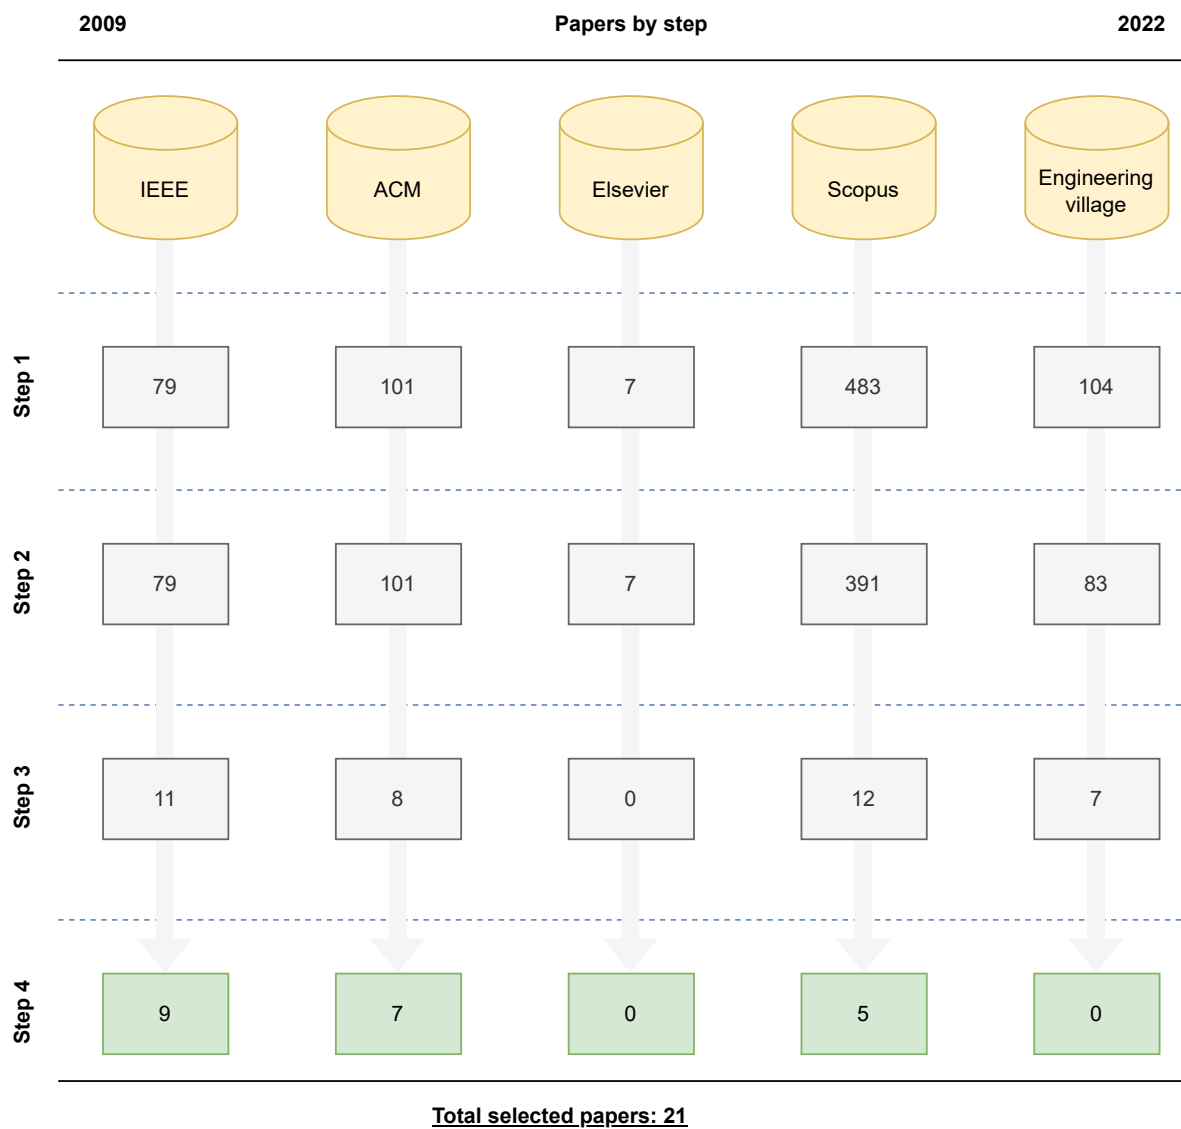 2009 Papers by step 2022
IEEE ACM Elsevier Scopus Engineering
village
Step 1 79 101 7 483 104
Step 2 79 101 7 391 83
Step 3 11 8 0 12 7
Step 4 9 7 0 5 0
Total selected papers: 21